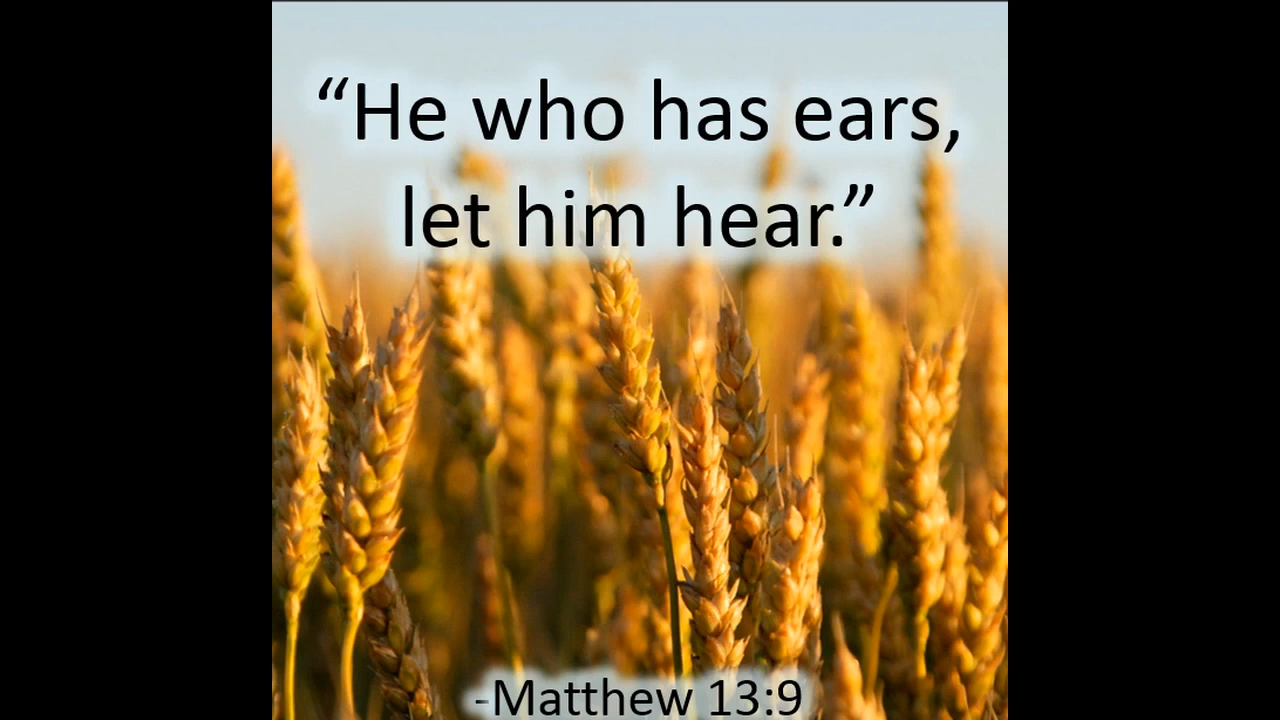 “He who has ears,
let him hear.”
-Matthew 13:9